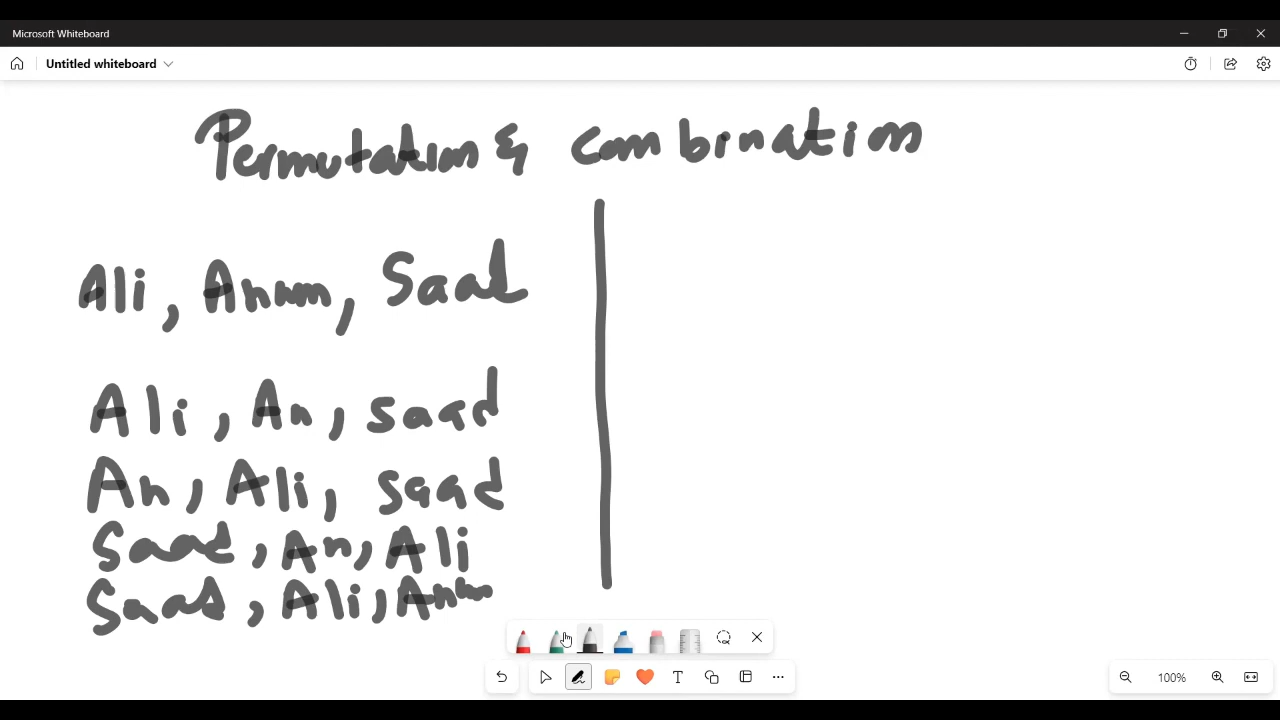 Microsoft Whiteboard
Untitled whiteboard
Permutation & combination
Ali, Anum, Saad
Ali, An, saad
An, Ali, saad
Saad, An, Ali
Saad, Ali, Anum
100%